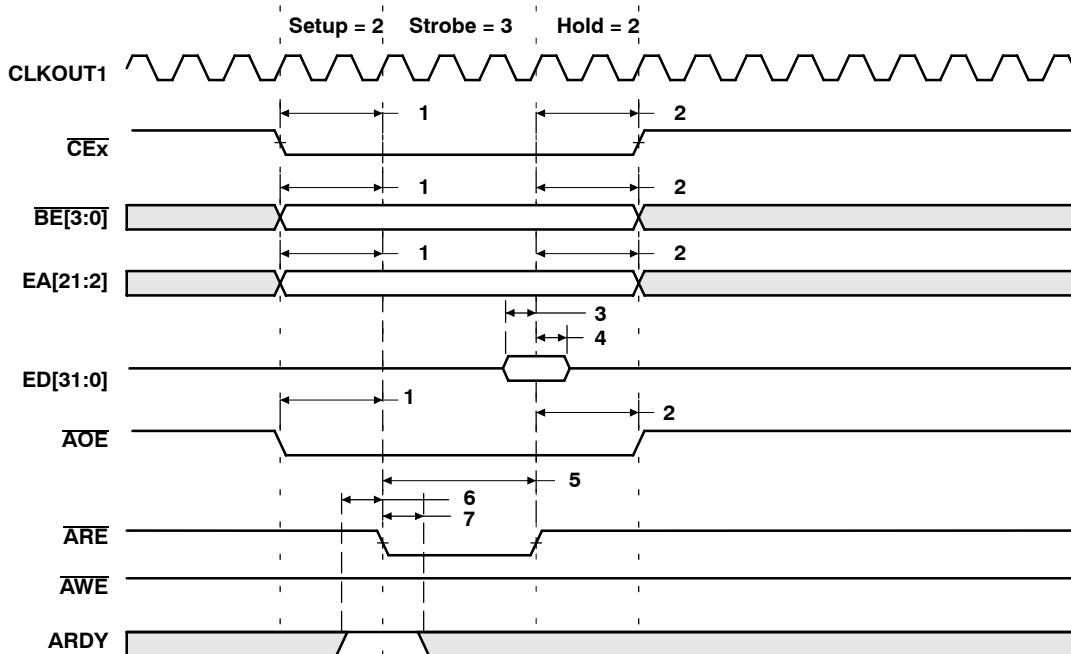 Setup = 2 Strobe = 3 Hold = 2
CLKOUT1
1 2
CEx
1 2
BE[3:0]
1 2
EA[21:2]
3
4
ED[31:0]
1
2
AOE
5
6
7
ARE
AWE
ARDY